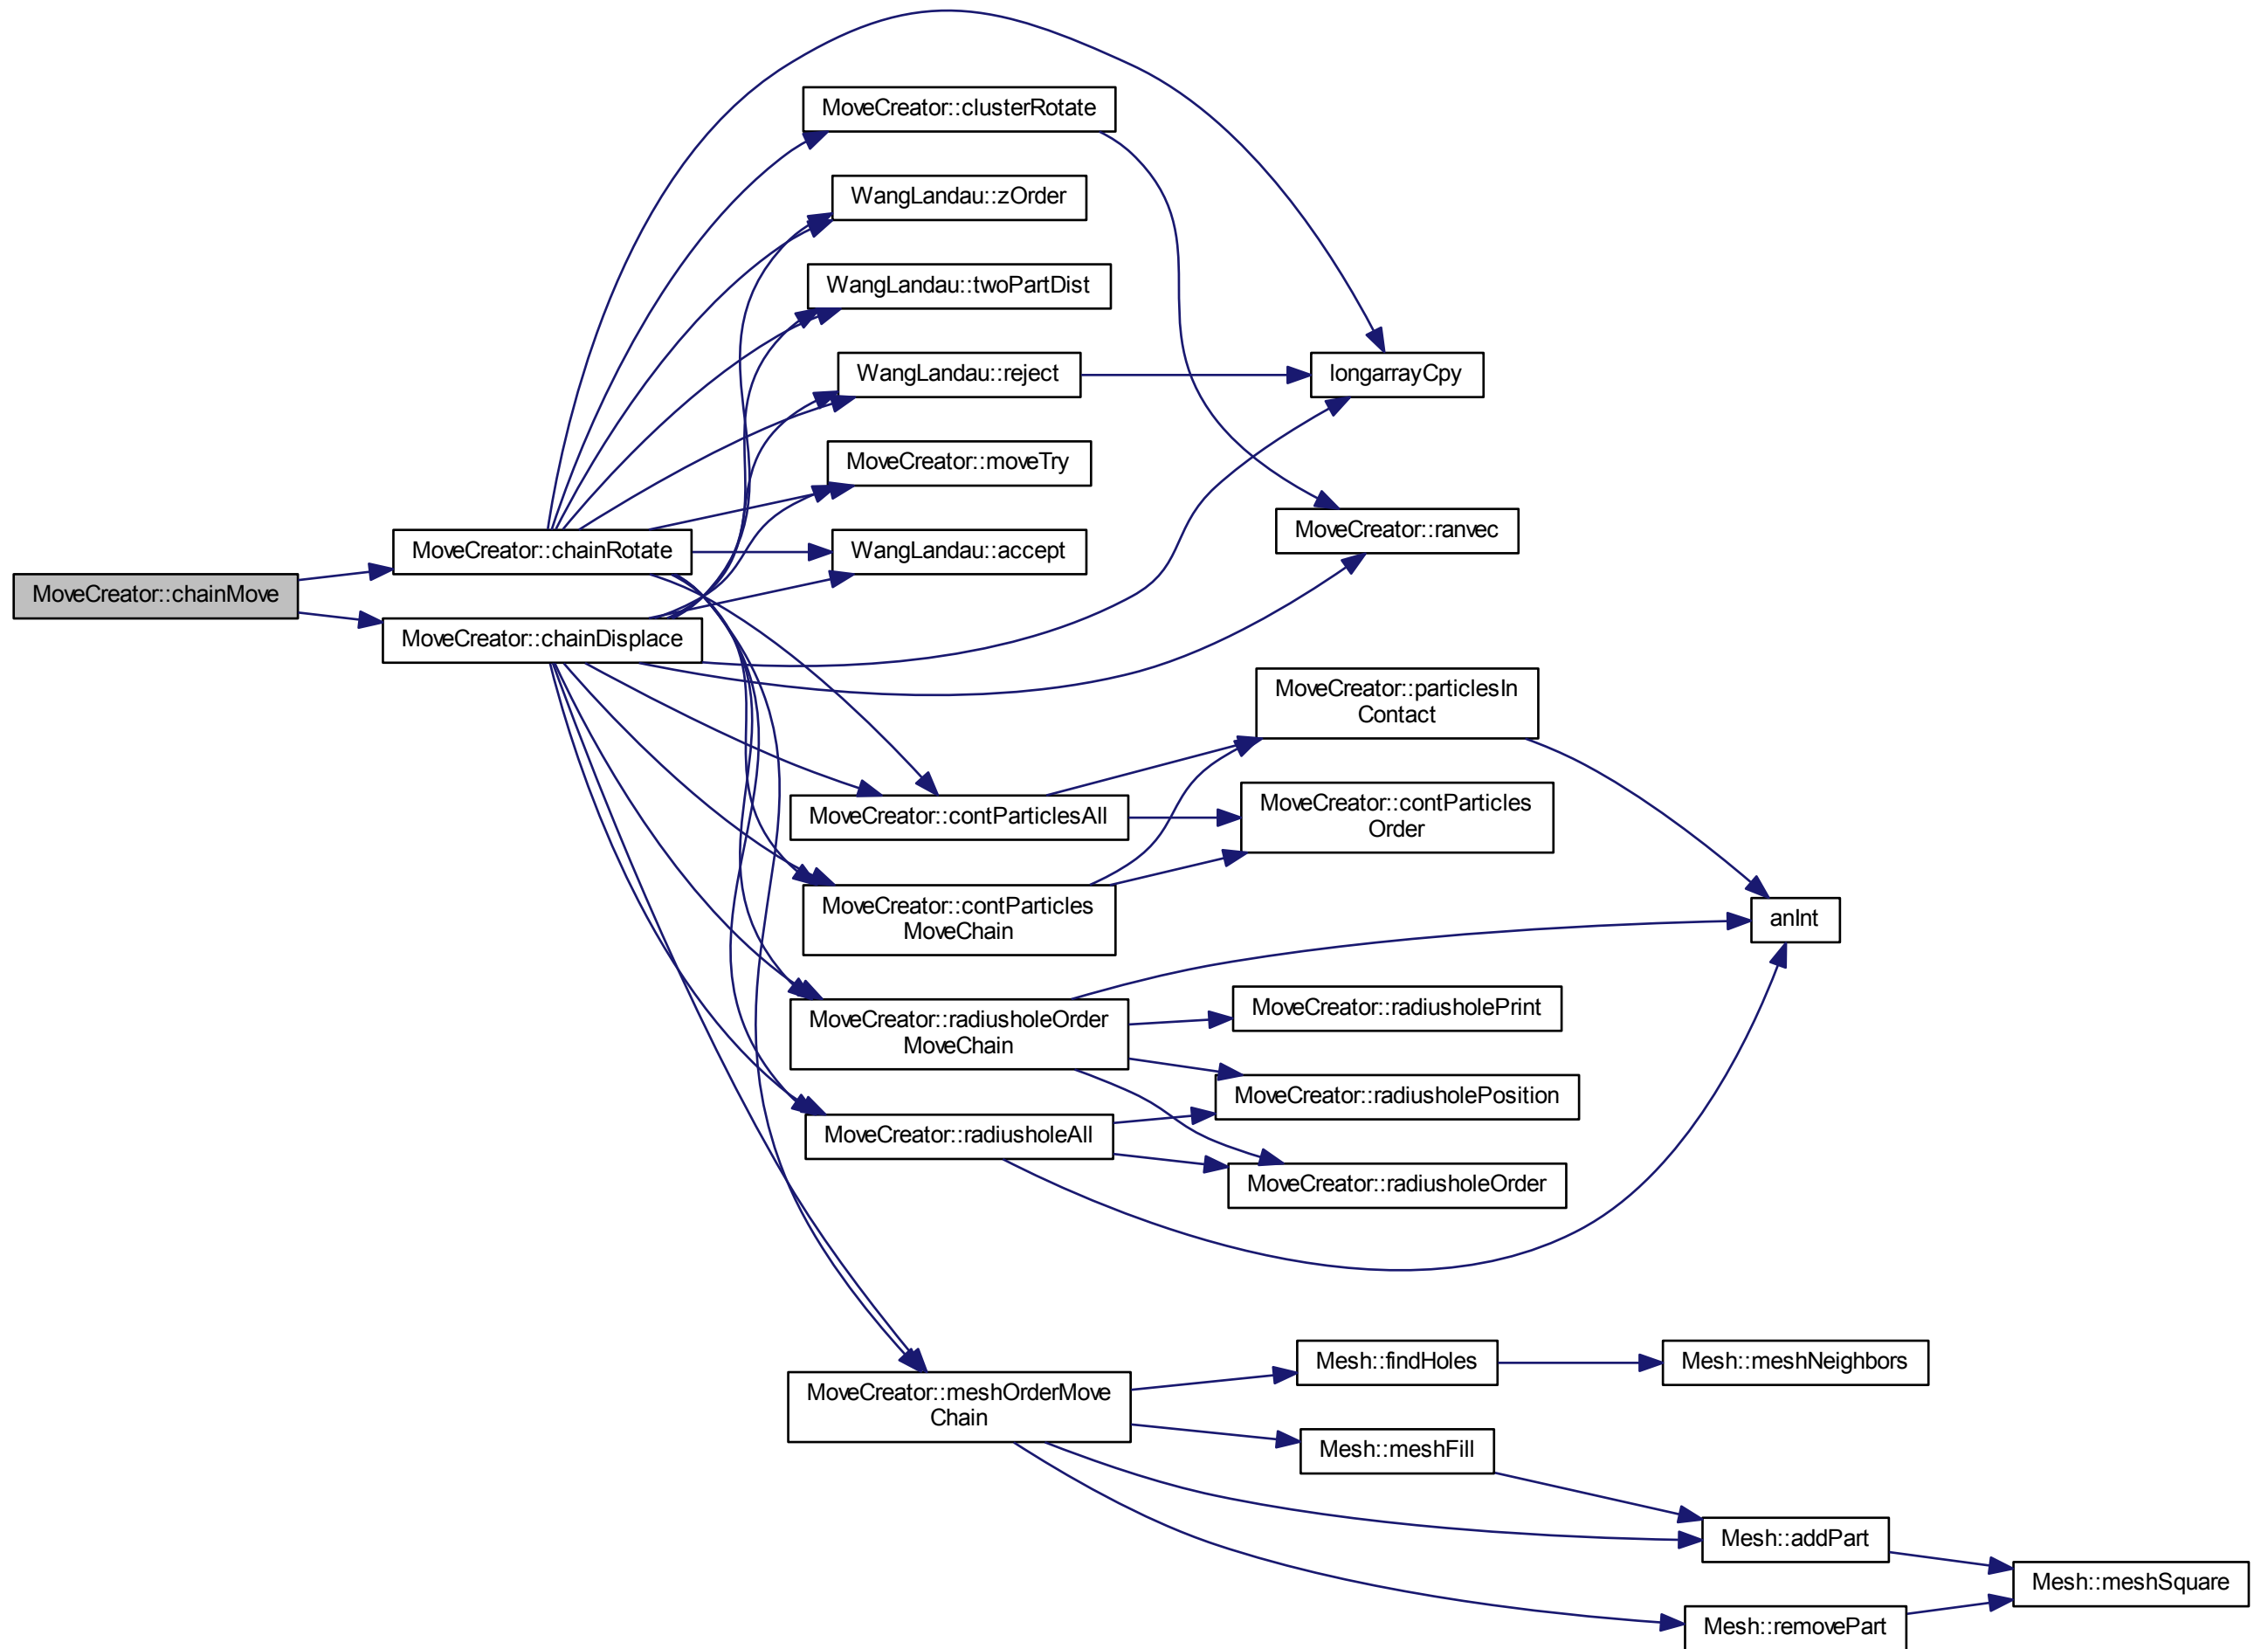 MoveCreator::clusterRotate
WangLandau::zOrder
WangLandau::twoPartDist
WangLandau::reject
longarrayCpy
MoveCreator::moveTry
MoveCreator::ranvec
MoveCreator::chainRotate
WangLandau::accept
MoveCreator::chainMove
MoveCreator::chainDisplace
MoveCreator::particlesIn
Contact
MoveCreator::contParticlesAll
MoveCreator::contParticles
Order
MoveCreator::contParticles
MoveChain
anInt
MoveCreator::radiusholeOrder
MoveChain
MoveCreator::radiusholePrint
MoveCreator::radiusholePosition
MoveCreator::radiusholeAll
MoveCreator::radiusholeOrder
Mesh::findHoles
Mesh::meshNeighbors
MoveCreator::meshOrderMove
Chain
Mesh::meshFill
Mesh::addPart
Mesh::meshSquare
Mesh::removePart